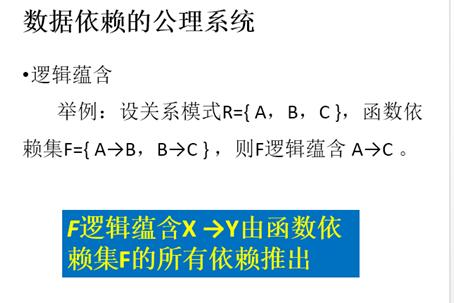 数据依赖的公理系统
•逻辑蕴含
举例：设关系模式R={ A，B，C }，函数依
赖集F={ A→B，B→C }，则F逻辑蕴含 A→C 。
F逻辑蕴含X →Y由函数依
赖集F的所有依赖推出